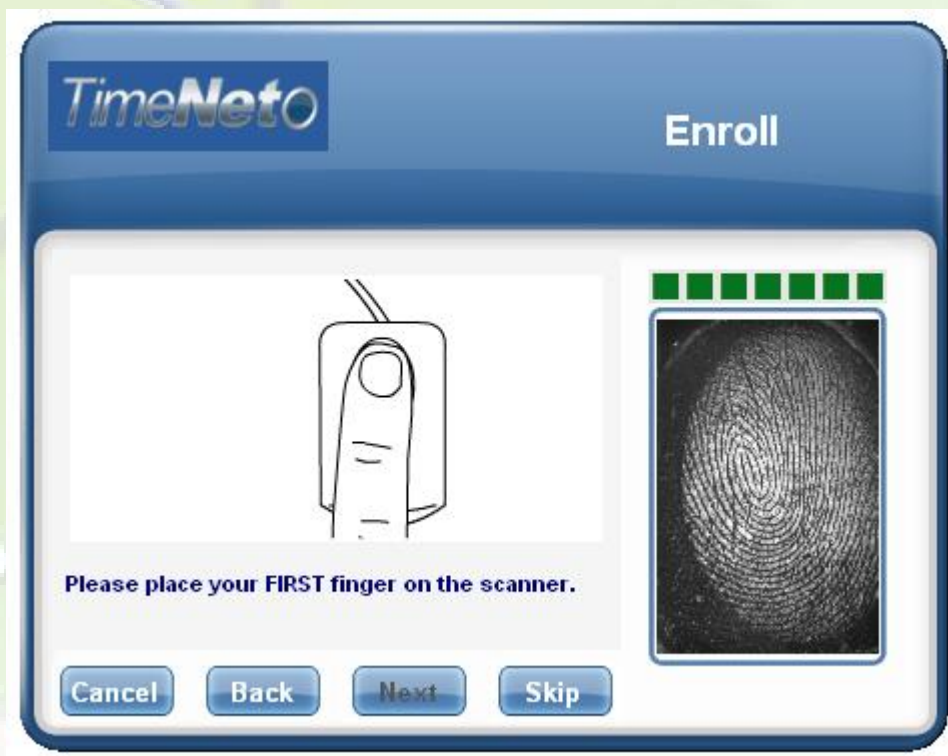 TimeNeto
Enroll
Please place your FIRST finger on the scanner.
Cancel
Back
Next
Skip